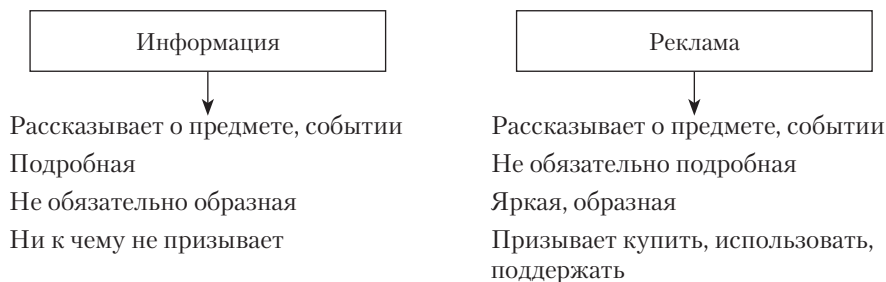 Информация
Рассказывает о предмете, событии
Подробная
Не обязательно образная
Ни к чему не призывает
Реклама
Рассказывает о предмете, событии
Не обязательно подробная
Яркая, образная
Призывает купить, использовать,
поддержать